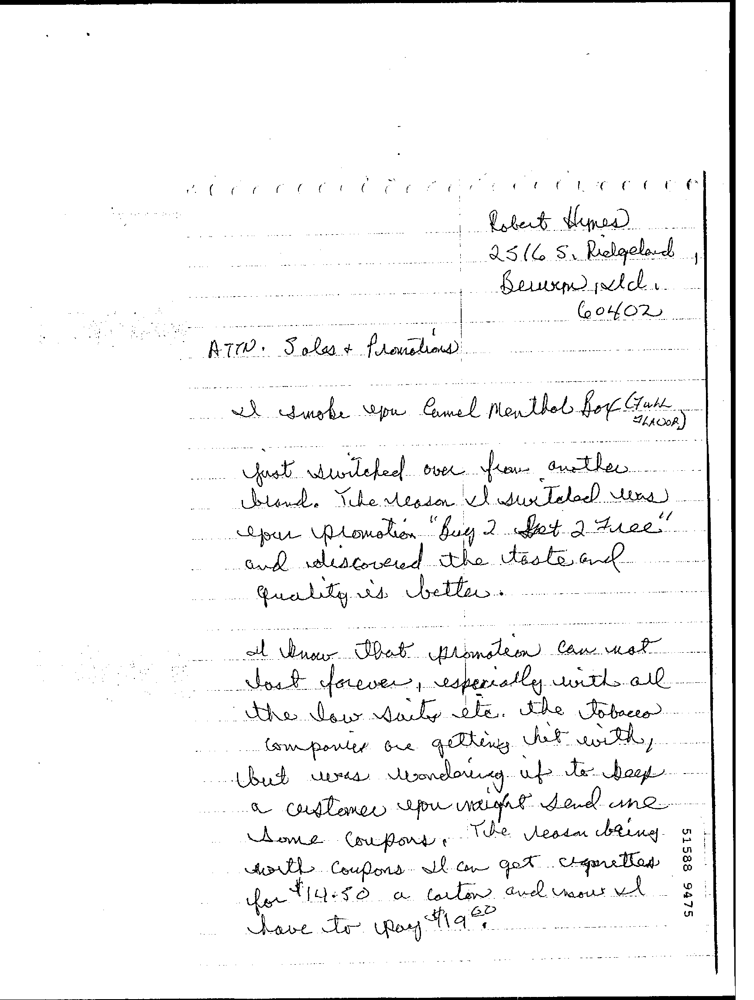 Robert Hynes
2516 S. Ridgeland,
Berwyn, Ill.
60402
ATTN. Sales + Promotions
I smoke you Camel Menthol Box (Full
FLAVOR)
just switched over from another
brand. The reason I switched was
your promotion "Buy 2 Get 2 Free"
and discovered the taste and
quality is better.
I know that promotion can not
last forever, especially with all
the law suits etc. the tobacco
companies are getting hit with,
but was wondering if to keep
a customer you might send me
some coupons. The reason being
with coupons I can get cigarettes
for $14.50 a carton and now I
have to pay $19.60.
51588 9475